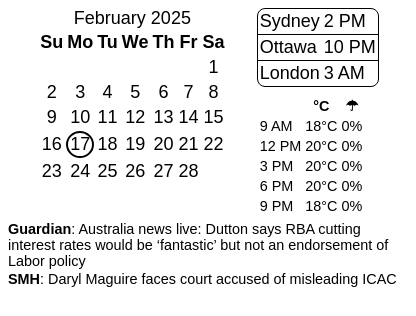 February 2025
Su Mo Tu We Th Fr Sa
1
2 3 4 5 6 7 8
9 10 11 12 13 14 15
16 17 18 19 20 21 22
23 24 25 26 27 28
Sydney 2 PM
Ottawa 10 PM
London 3 AM
°C ☂
9 AM 18°C 0%
12 PM 20°C 0%
3 PM 20°C 0%
6 PM 20°C 0%
9 PM 18°C 0%
Guardian: Australia news live: Dutton says RBA cutting
interest rates would be ‘fantastic’ but not an endorsement of
Labor policy
SMH: Daryl Maguire faces court accused of misleading ICAC